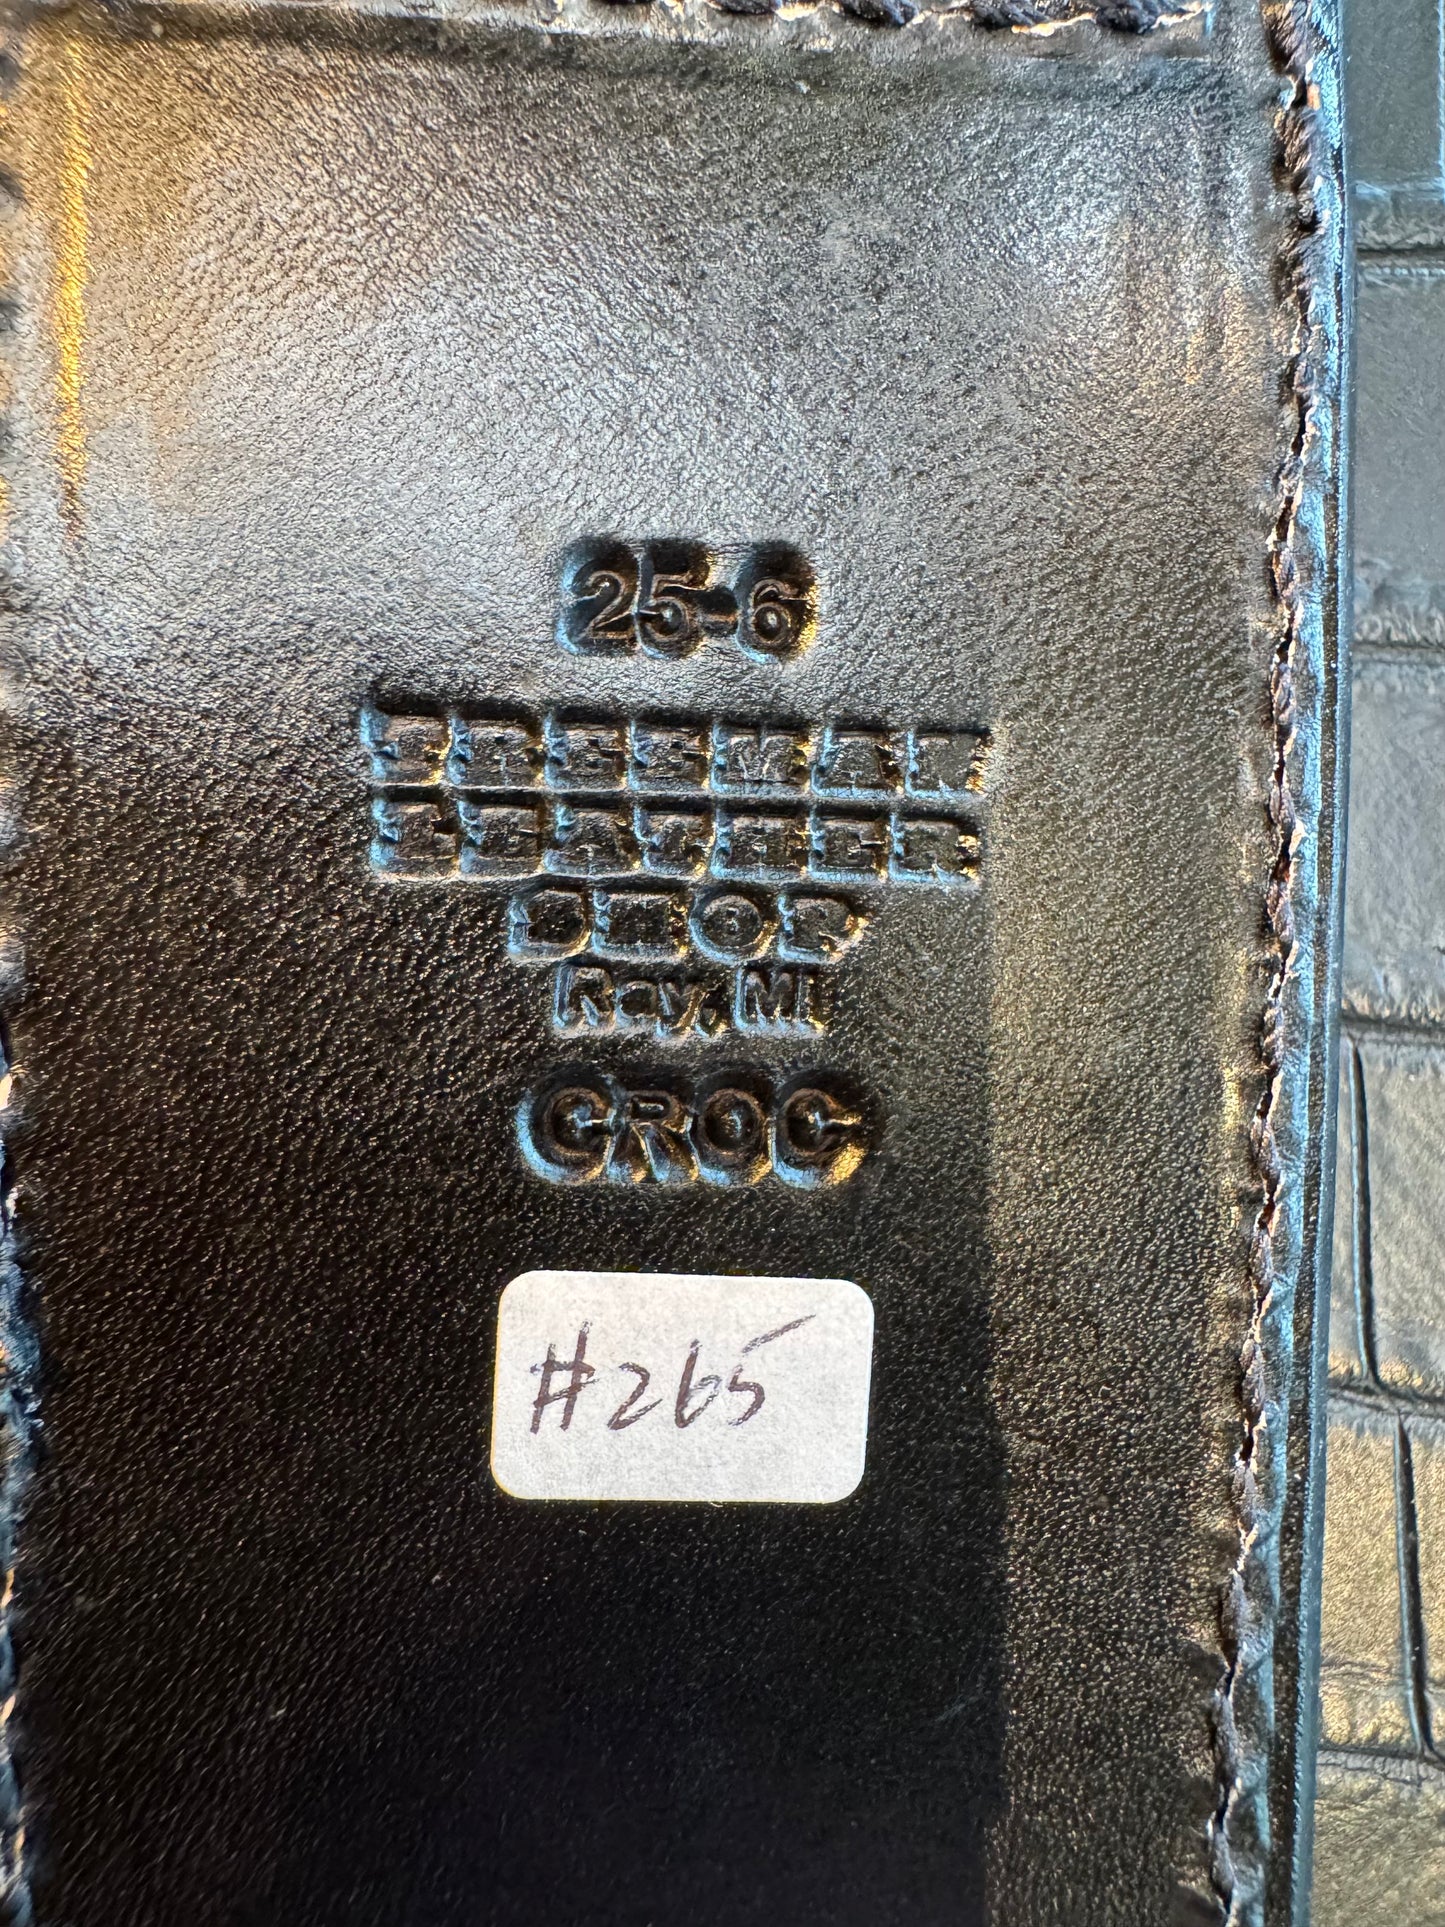 25-6
FREEMAN
LEATHER
SHOP
Ray, MI
CROC
#265